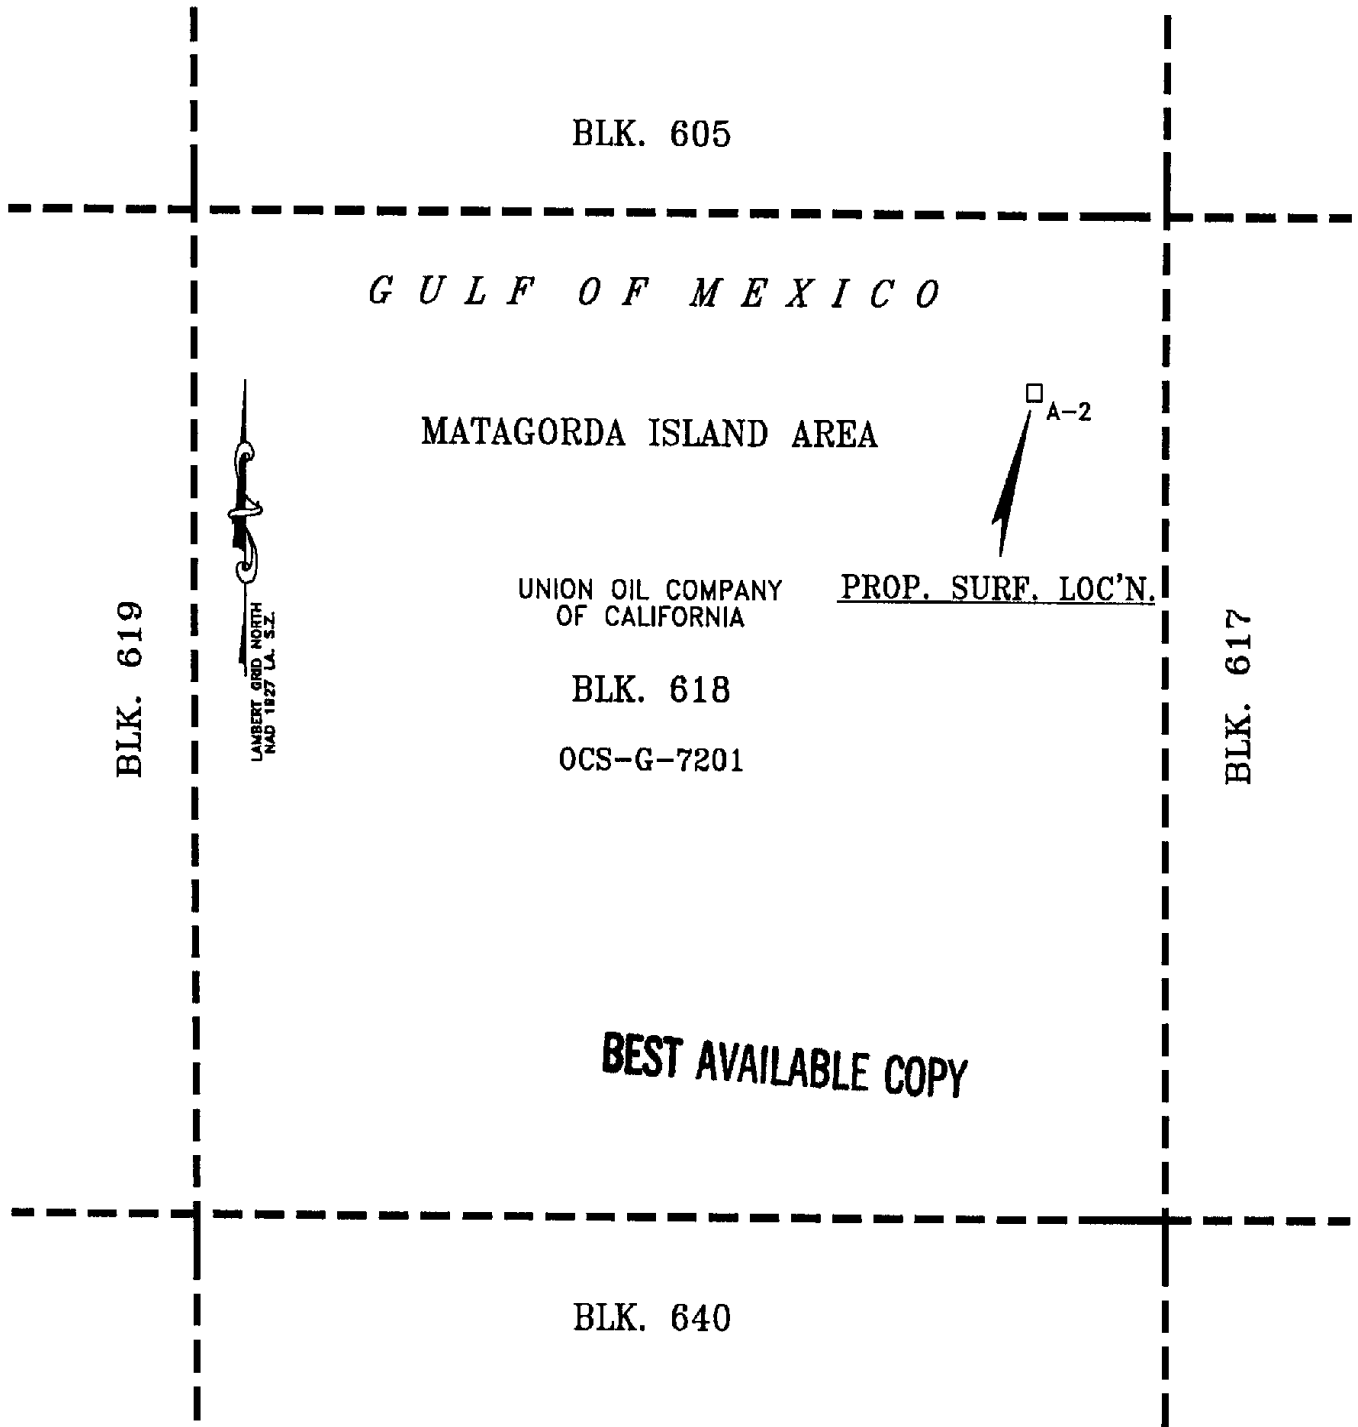 BLK. 605
GULF OF MEXICO
MATAGORDA ISLAND AREA
A-2
UNION OIL COMPANY
OF CALIFORNIA
PROP. SURF. LOC'N.
BLK. 619
LAMBERT GRID NORTH
NAD 1927 LA. S.Z.
BLK. 618
OCS-G-7201
BLK. 617
BEST AVAILABLE COPY
BLK. 640